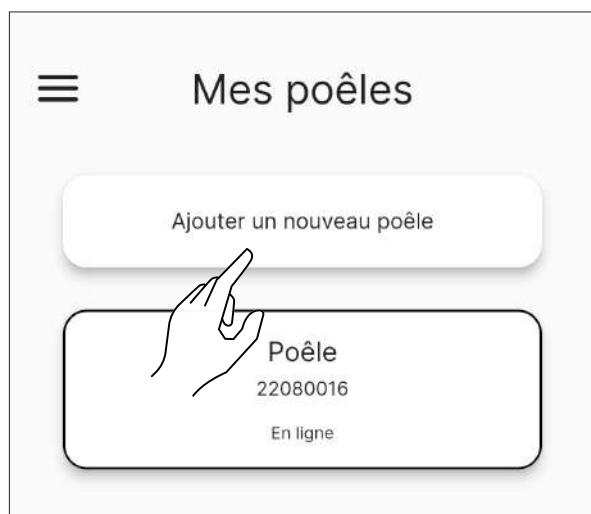 Mes poêles
Ajouter un nouveau poêle
Poêle
22080016
En ligne